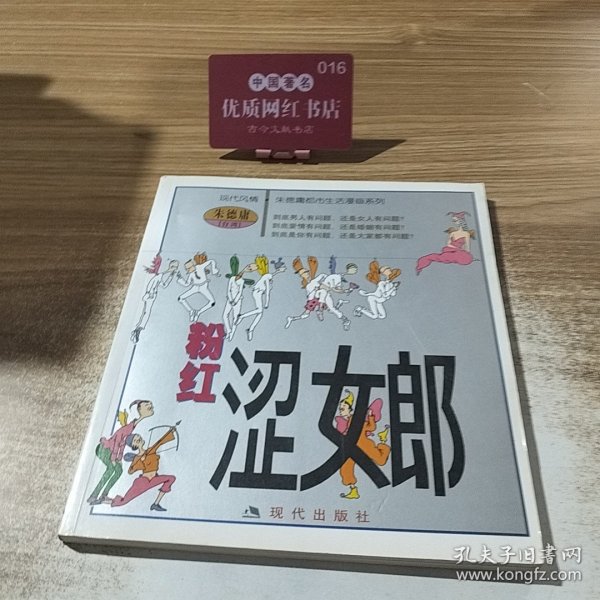 016
中国著名
优质网红书店
古今文献书店
现代风情·朱德庸都市生活漫画系列
朱德庸
到底男人有问题，还是女人有问题？
到底爱情有问题，还是婚姻有问题？
到底是你有问题，还是大家都有问题？
粉红
涩女郎
现代出版社
孔夫子旧书网
www.kongfz.com